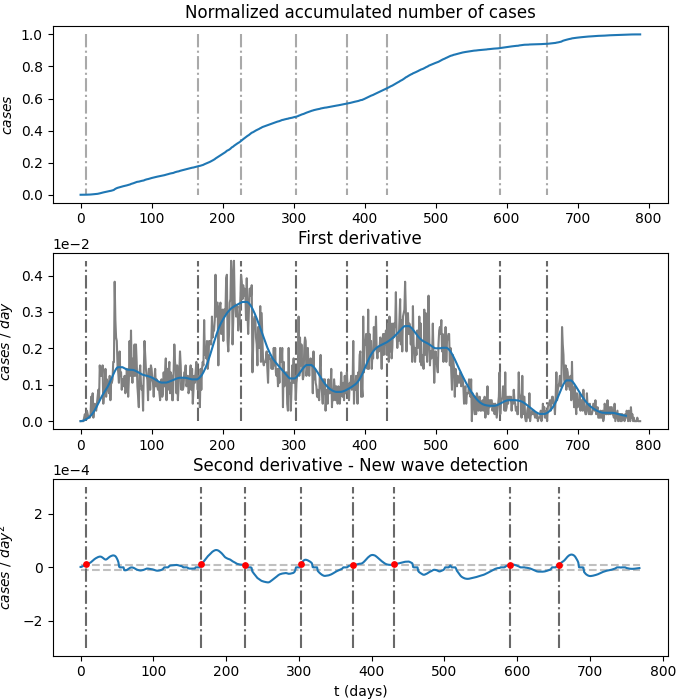 Normalized accumulated number of cases
cases
1.0
0.8
0.6
0.4
0.2
0.0
0 100 200 300 400 500 600 700 800
1e−2
First derivative
cases / day
0.4
0.3
0.2
0.1
0.0
0 100 200 300 400 500 600 700 800
1e−4
Second derivative - New wave detection
cases / day²
2
0
−2
0 100 200 300 400 500 600 700 800
t (days)